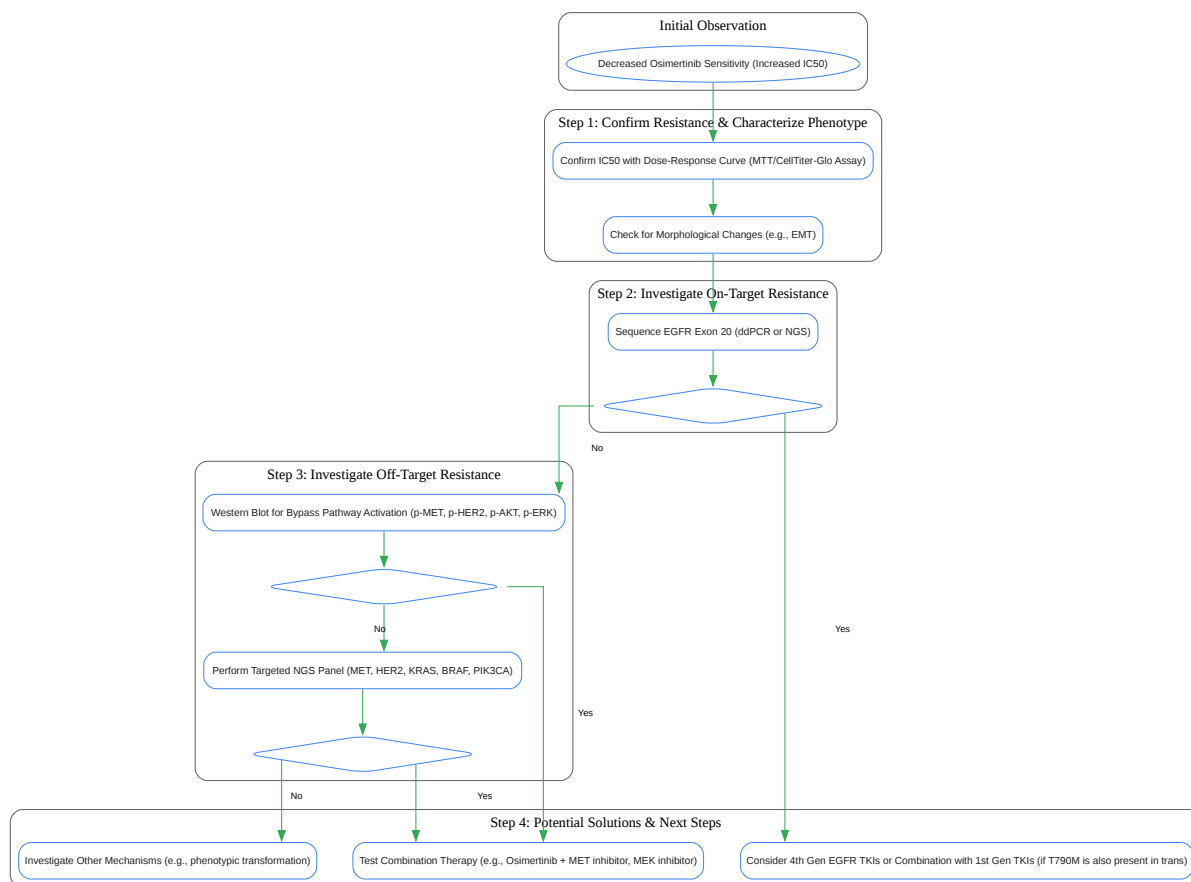 Initial Observation
Decreased Osimertinib Sensitivity (Increased IC50)
Step 1: Confirm Resistance & Characterize Phenotype
Confirm IC50 with Dose-Response Curve (MTT/CellTiter-Glo Assay)
Check for Morphological Changes (e.g., EMT)
Step 2: Investigate On-Target Resistance
Sequence EGFR Exon 20 (ddPCR or NGS)
No
Step 3: Investigate Off-Target Resistance
Western Blot for Bypass Pathway Activation (p-MET, p-HER2, p-AKT, p-ERK)
No
Yes
Perform Targeted NGS Panel (MET, HER2, KRAS, BRAF, PIK3CA)
Yes
No
Yes
Step 4: Potential Solutions & Next Steps
Investigate Other Mechanisms (e.g., phenotypic transformation)
Test Combination Therapy (e.g., Osimertinib + MET inhibitor, MEK inhibitor)
Consider 4th Gen EGFR TKIs or Combination with 1st Gen TKIs (if T790M is also present in trans)